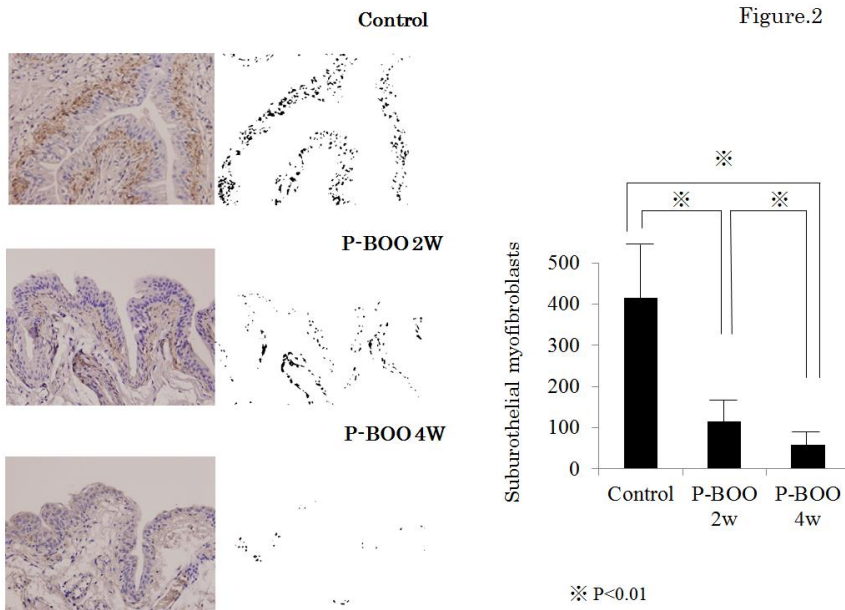 Control
Figure.2
P-BOO 2W
P-BOO 4W
※
※ ※
Suburothelial myofibroblasts
500
400
300
200
100
0
Control P-BOO 2w P-BOO 4w
※ P<0.01